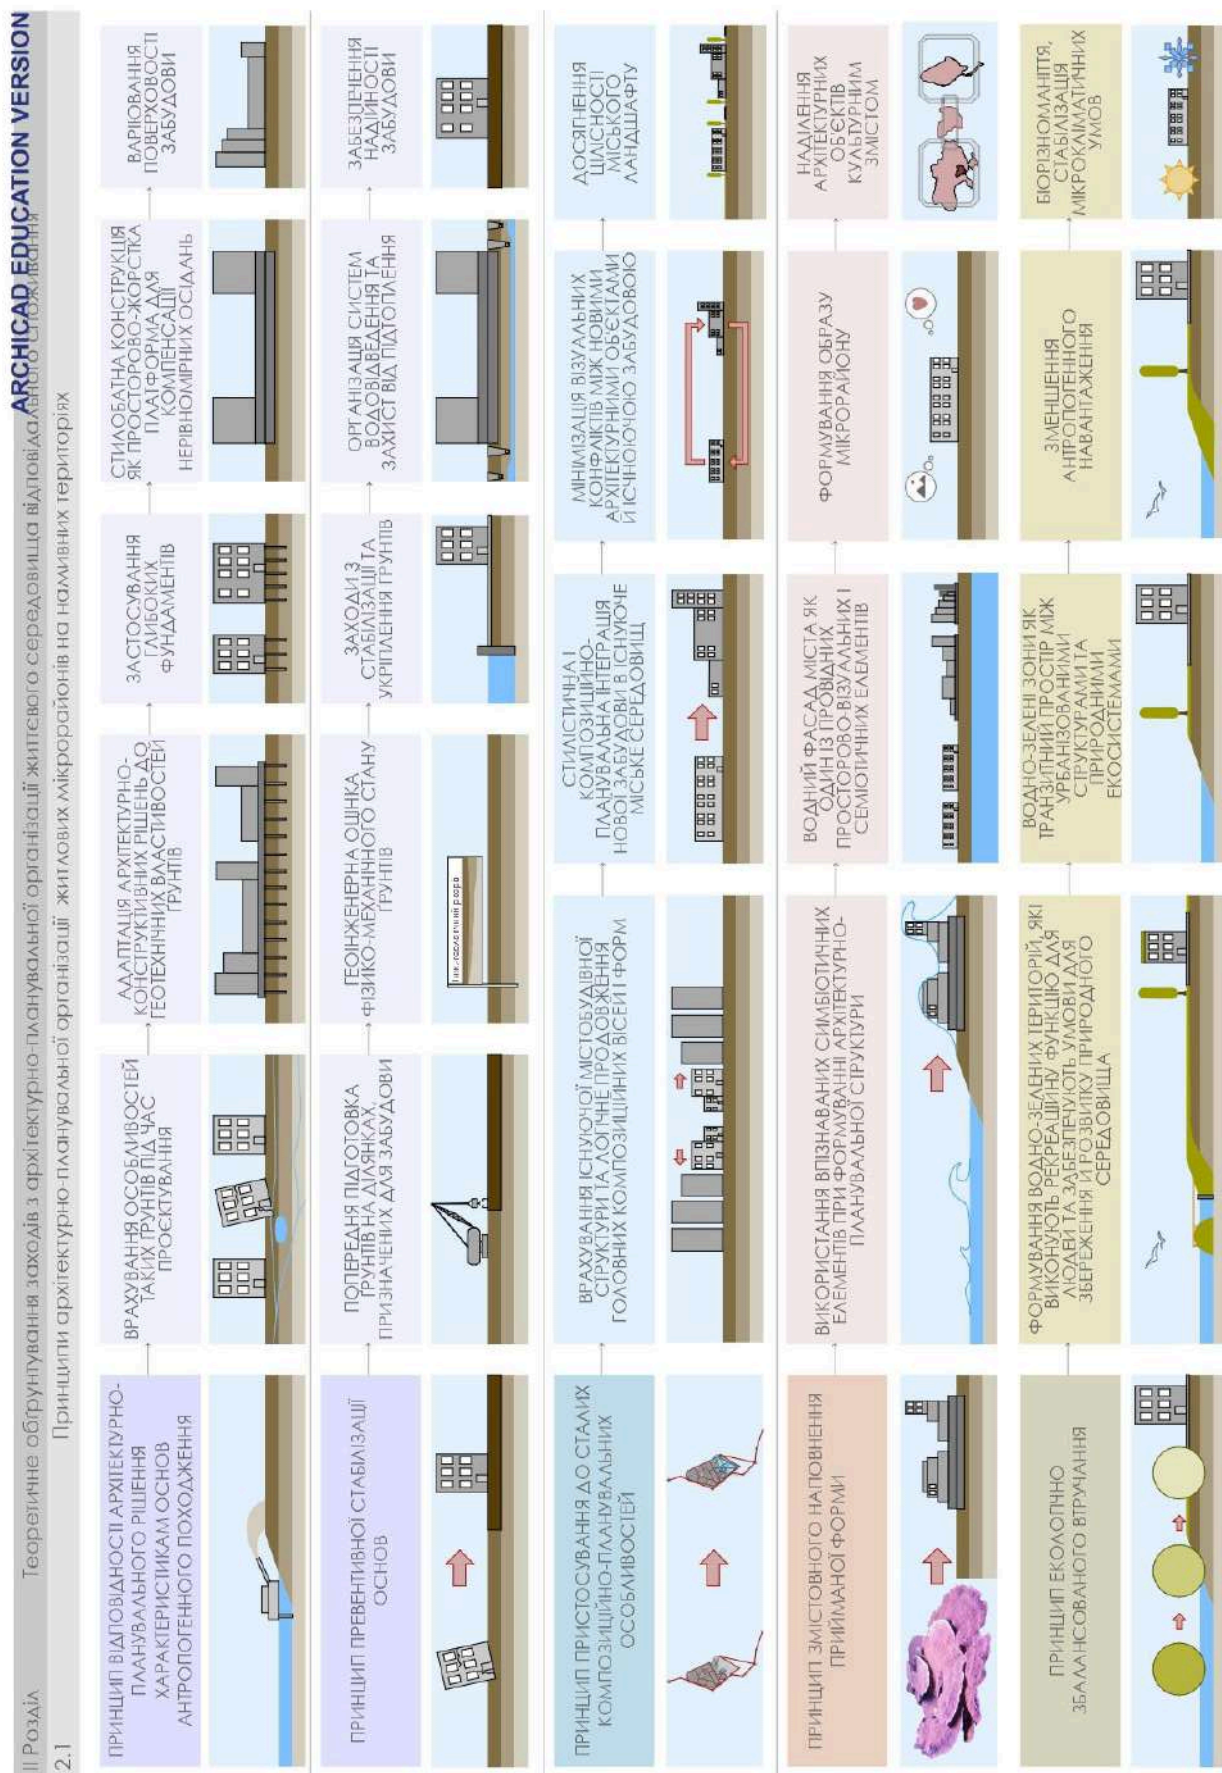 ARCHICAD EDUCATION VERSION
II Розділ
Теоретичне обґрунтування заходів з архітектурно-планувальної організації життєвого середовища відповідального споживання
2.1
Принципи архітектурно-планувальної організації житлових мікрорайонів на намивних територіях
ПРИНЦИП ВІДПОВІДНОСТІ АРХІТЕКТУРНО-
ПЛАНУВАЛЬНОГО РІШЕННЯ
ХАРАКТЕРИСТИКАМ ОСНОВ
АНТРОПОГЕННОГО ПОХОДЖЕННЯ
ВРАХУВАННЯ ОСОБЛИВОСТЕЙ
ТАКИХ ҐРУНТІВ ПІД ЧАС
ПРОЄКТУВАННЯ
АДАПТАЦІЯ АРХІТЕКТУРНО-
КОНСТРУКТИВНИХ РІШЕНЬ ДО
ГЕОТЕХНІЧНИХ ВЛАСТИВОСТЕЙ
ҐРУНТІВ
ЗАСТОСУВАННЯ
ГЛИБОКИХ
ФУНДАМЕНТІВ
СТИЛОБАТНА КОНСТРУКЦІЯ
ЯК ПРОСТОРОВО-ЖОРСТКА
ПЛАТФОРМА ДЛЯ
КОМПЕНСАЦІЇ
НЕРІВНОМІРНИХ ОСІДАНЬ
ВАРІЮВАННЯ
ПОВЕРХОВОСТІ
ЗАБУДОВИ
ПРИНЦИП ПРЕВЕНТИВНОЇ СТАБІЛІЗАЦІЇ
ОСНОВ
ПОПЕРЕДНЯ ПІДГОТОВКА
ҐРУНТІВ НА ДІЛЯНКАХ,
ПРИЗНАЧЕНИХ ДЛЯ ЗАБУДОВИ
ГЕОІНЖЕНЕРНА ОЦІНКА
ФІЗИКО-МЕХАНІЧНОГО СТАНУ
ҐРУНТІВ
ЗАХОДИ З
СТАБІЛІЗАЦІЇ ТА
УКРІПЛЕННЯ ҐРУНТІВ
ОРГАНІЗАЦІЯ СИСТЕМ
ВОДОВІДВЕДЕННЯ ТА
ЗАХИСТ ВІД ПІДТОПЛЕННЯ
ЗАБЕЗПЕЧЕННЯ
НАДІЙНОСТІ
ЗАБУДОВИ
ПРИНЦИП ПРИСТОСУВАННЯ ДО СТАЛИХ
КОМПОЗИЦІЙНО-ПЛАНУВАЛЬНИХ
ОСОБЛИВОСТЕЙ
ВРАХУВАННЯ ІСНУЮЧОЇ МІСТОБУДІВНОЇ
СТРУКТУРИ ТА ЛОГІЧНЕ ПРОДОВЖЕННЯ
ГОЛОВНИХ КОМПОЗИЦІЙНИХ ВІСЕЙ І ФОРМ
СТИЛІСТИЧНА І
КОМПОЗИЦІЙНО-
ПЛАНУВАЛЬНА ІНТЕГРАЦІЯ
НОВОЇ ЗАБУДОВИ В ІСНУЮЧЕ
МІСЬКЕ СЕРЕДОВИЩ
МІНІМІЗАЦІЯ ВІЗУАЛЬНИХ
КОНФЛІКТІВ МІЖ НОВИМИ
АРХІТЕКТУРНИМИ ОБ'ЄКТАМИ
Й ІСЧНОЮЧОЮ ЗАБУДОВОЮ
ДОСЯГНЕННЯ
ЦІЛІСНОСТІ
МІСЬКОГО
ЛАНДШАФТУ
ПРИНЦИП ЗМІСТОВНОГО НАПОВНЕННЯ
ПРИЙМАНОЇ ФОРМИ
ВИКОРИСТАННЯ ВПІЗНАВАНИХ СИМБІОТИЧНИХ
ЕЛЕМЕНТІВ ПРИ ФОРМУВАННІ АРХІТЕКТУРНО-
ПЛАНУВАЛЬНОЇ СТРУКТУРИ
ВОДНИЙ ФАСАД МІСТА ЯК
ОДИН ІЗ ПРОВІДНИХ
ПРОСТОРОВО-ВІЗУАЛЬНИХ І
СЕМІОТИЧНИХ ЕЛЕМЕНТІВ
ФОРМУВАННЯ ОБРАЗУ
МІКРОРАЙОНУ
НАДІЛЕННЯ
АРХІТЕКТУРНИХ
ОБ'ЄКТІВ
КУЛЬТУРНИМ
ЗМІСТОМ
ПРИНЦИП ЕКОЛОГІЧНО
ЗБАЛАНСОВАНОГО ВТРУЧАННЯ
ФОРМУВАННЯ ВОДНО-ЗЕЛЕНИХ ТЕРИТОРІЙ, ЯКІ
ВИКОНУЮТЬ РЕКРЕАЦІЙНУ ФУНКЦІЮ ДЛЯ
ЛЮДЕЙ ТА ЗАБЕЗПЕЧУЮТЬ УМОВИ ДЛЯ
ЗБЕРЕЖЕННЯ И РОЗВИТКУ ПРИРОДНОГО
СЕРЕДОВИЩА
ВОДНО-ЗЕЛЕНІ ЗОНИ ЯК
ТРАНЗИТНИЙ ПРОСТІР МІЖ
УРБАНІЗОВАНИМИ
СТРУКТУРАМИ ТА
ПРИРОДНИМИ
ЕКОСИСТЕМАМИ
ЗМЕНШЕННЯ
АНТРОПОГЕННОГО
НАВАНТАЖЕННЯ
БІОРІЗНОМАНІТТЯ,
СТАБІЛІЗАЦІЯ
МІКРОКЛІМАТИЧНИХ
УМОВ